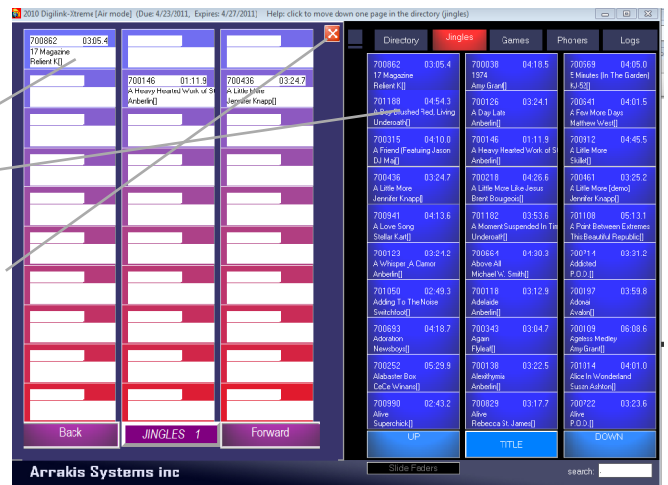 2010 Digilink-Xtreme [Air mode] (Due: 4/23/2011, Expires: 4/27/2011) Help: click to move down one page in the directory (jingles)
700862 03:05.4
17 Magazine
Relient K[]
700146 01:11.9
A Heavy Hearted Work of St
Anberlin[]
700436 03:24.7
A Little More
Jennifer Knapp[]
Back
JINGLES 1
Forward
Directory
Jingles
Games
Phoners
Logs
700862 03:05.4
17 Magazine
Relient K[]
700038 04:18.5
1974
Amy Grant[]
700569 04:05.0
5 Minutes (In The Garden)
KJ-52[]
701188 04:54.3
A Boy Brushed Red, Living
Underoath[]
700126 03:24.1
A Day Late
Anberlin[]
700641 04:01.5
A Few More Days
Matthew West[]
700315 04:10.0
A Friend (Featuring Jason
DJ Maj[]
700146 01:11.9
A Heavy Hearted Work of St
Anberlin[]
700912 04:45.5
A Little More
Skillet[]
700436 03:24.7
A Little More
Jennifer Knapp[]
700218 04:26.6
A Little More Like Jesus
Brent Bougeois[]
700461 03:25.2
A Little More [demo]
Jennifer Knapp[]
700941 04:13.6
A Love Song
Stellar Kart[]
701182 03:53.6
A Moment Suspended In Tim
Underoath[]
701108 05:13.1
A Point Between Extremes
This Beautiful Republic[]
700123 03:24.2
A Whisper A Clamor
Anberlin[]
700664 04:30.3
Above All
Michael W. Smith[]
700714 03:31.2
Addicted
P.O.D.[]
701050 02:49.3
Adding To The Noise
Switchfoot[]
700118 03:12.9
Adelaide
Anberlin[]
700197 03:59.8
Adonai
Avalon[]
700693 04:18.7
Adoration
Newsboys[]
700343 03:04.7
Again
Flyleaf[]
700109 06:08.6
Ageless Medley
Amy Grant[]
700252 05:29.9
Alabaster Box
CeCe Winans[]
700138 03:22.5
Alexithymia
Anberlin[]
701014 04:01.0
Alice In Wonderland
Susan Ashton[]
700990 02:43.2
Alive
Superchick[]
700829 03:17.7
Alive
Rebecca St. James[]
700722 03:23.6
Alive
P.O.D.[]
UP
TITLE
DOWN
Arrakis Systems inc
Slide Faders
search: